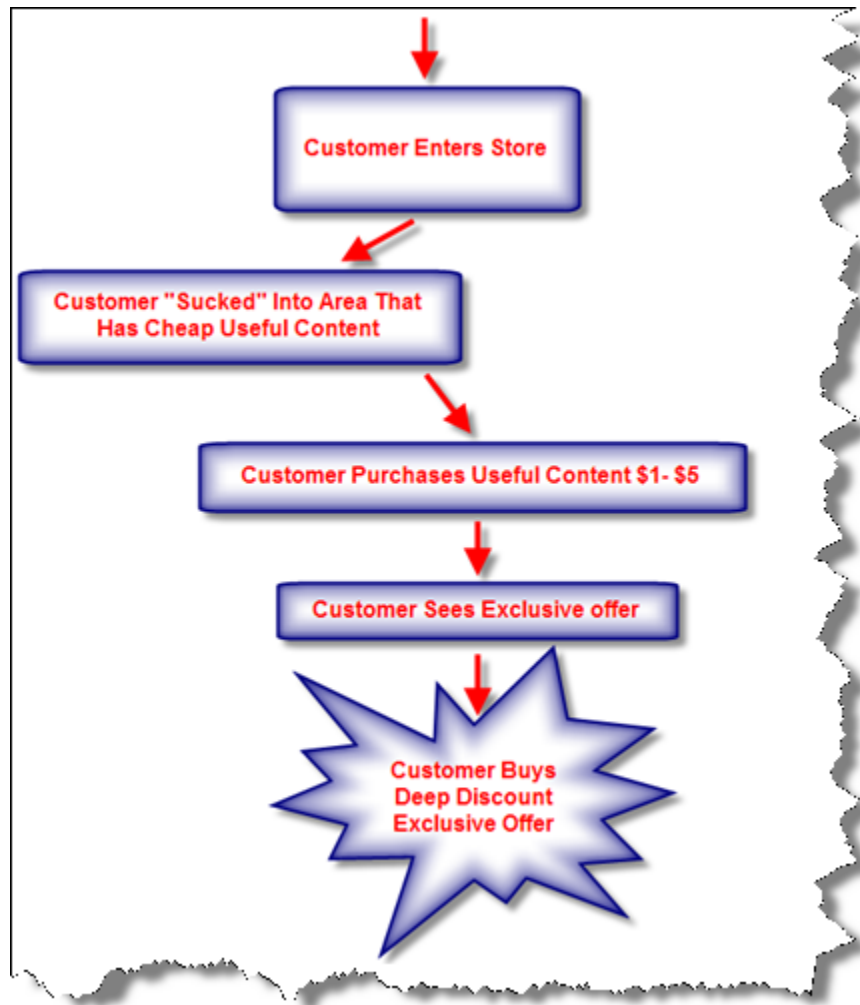 Customer Enters Store
Customer "Sucked" Into Area That
Has Cheap Useful Content
Customer Purchases Useful Content $1- $5
Customer Sees Exclusive offer
Customer Buys
Deep Discount
Exclusive Offer